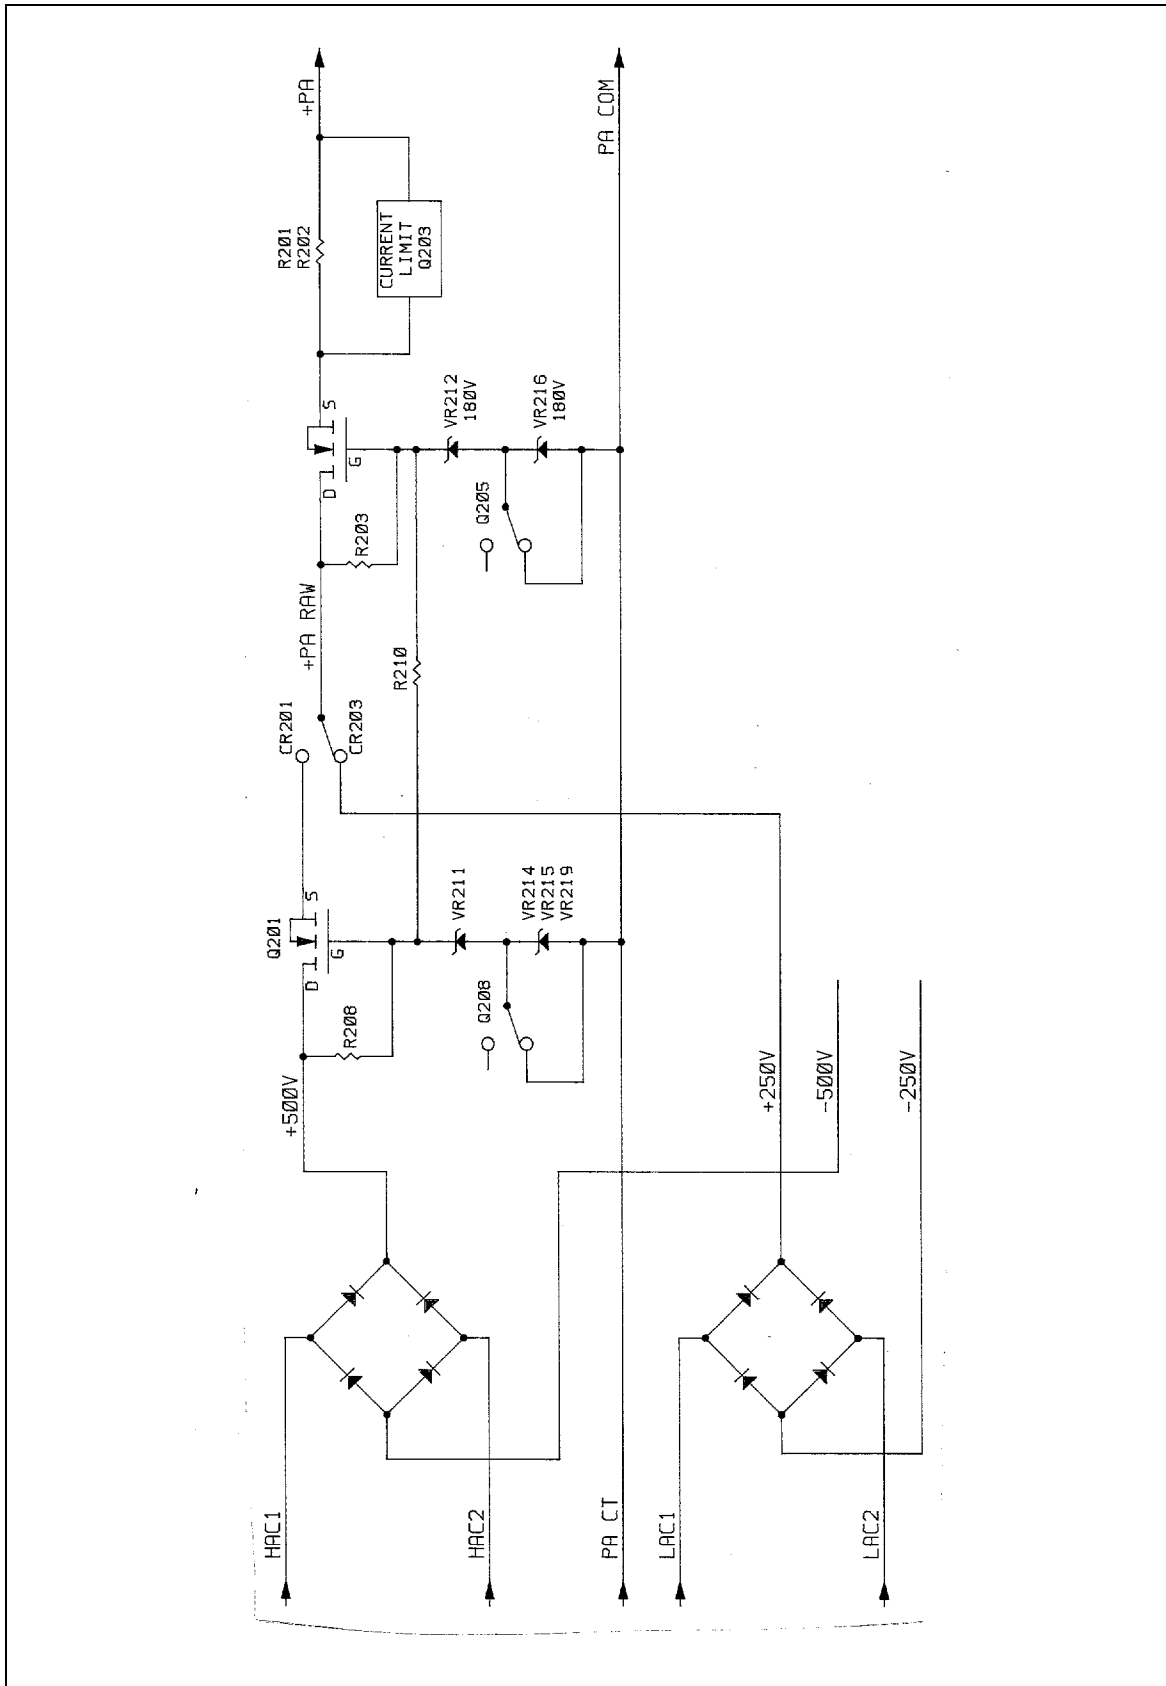 +PA
PA COM
R201
R202
CURRENT
LIMIT
Q203
S
D
G
VR212
180V
VR216
180V
Q205
R203
+PA RAW
R210
CR201
CR203
Q201
S
D
G
VR211
VR214
VR215
VR219
Q208
R208
+500V
+250V
-500V
-250V
HAC1
HAC2
PA CT
LAC1
LAC2